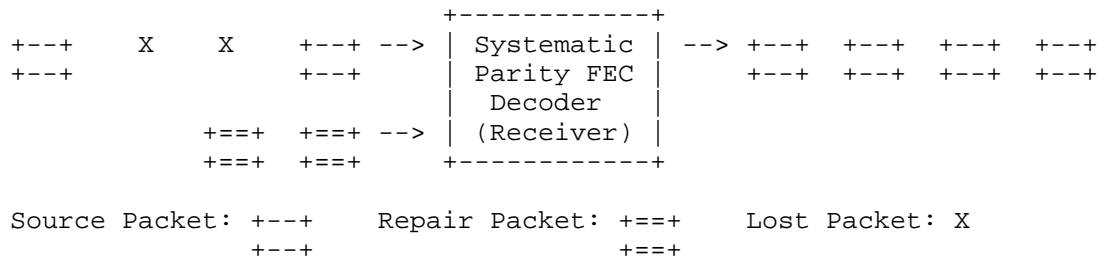 +------------+
+--+    X    X    +--+ --> | Systematic | --> +--+  +--+  +--+  +--+
+--+              +--+     | Parity FEC |     +--+  +--+  +--+  +--+
                           |  Decoder   |
            +==+  +==+ --> | (Receiver) |
            +==+  +==+     +------------+
Source Packet: +--+    Repair Packet: +==+    Lost Packet: X
               +--+                   +==+